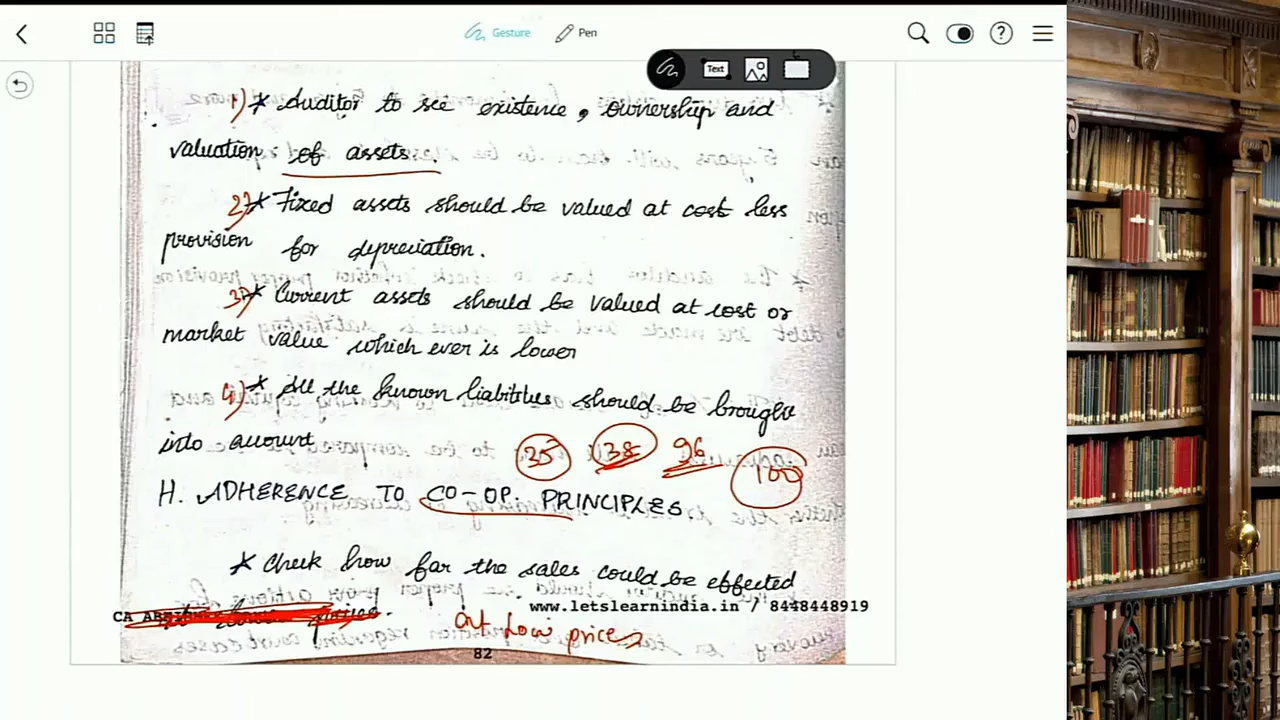 Gesture Pen
Text
1) * Auditor to see existence, ownership and
valuation of assets.
2) * Fixed assets should be valued at cost less
provision for depreciation.
3) * Current assets should be valued at cost or
market value which ever is lower
4) * All the known liabilities should be brought
into account
35 38 96 100
H. ADHERENCE TO CO-OP. PRINCIPLES
* Check how far the sales could be effected
www.letslearnindia.in / 8448448919
at Low prices
82